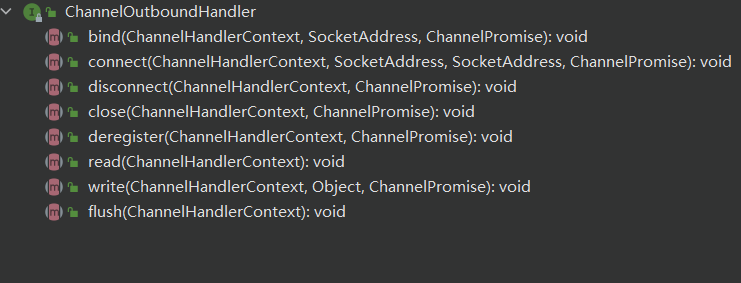 ChannelOutboundHandler
bind(ChannelHandlerContext, SocketAddress, ChannelPromise): void
connect(ChannelHandlerContext, SocketAddress, SocketAddress, ChannelPromise): void
disconnect(ChannelHandlerContext, ChannelPromise): void
close(ChannelHandlerContext, ChannelPromise): void
deregister(ChannelHandlerContext, ChannelPromise): void
read(ChannelHandlerContext): void
write(ChannelHandlerContext, Object, ChannelPromise): void
flush(ChannelHandlerContext): void